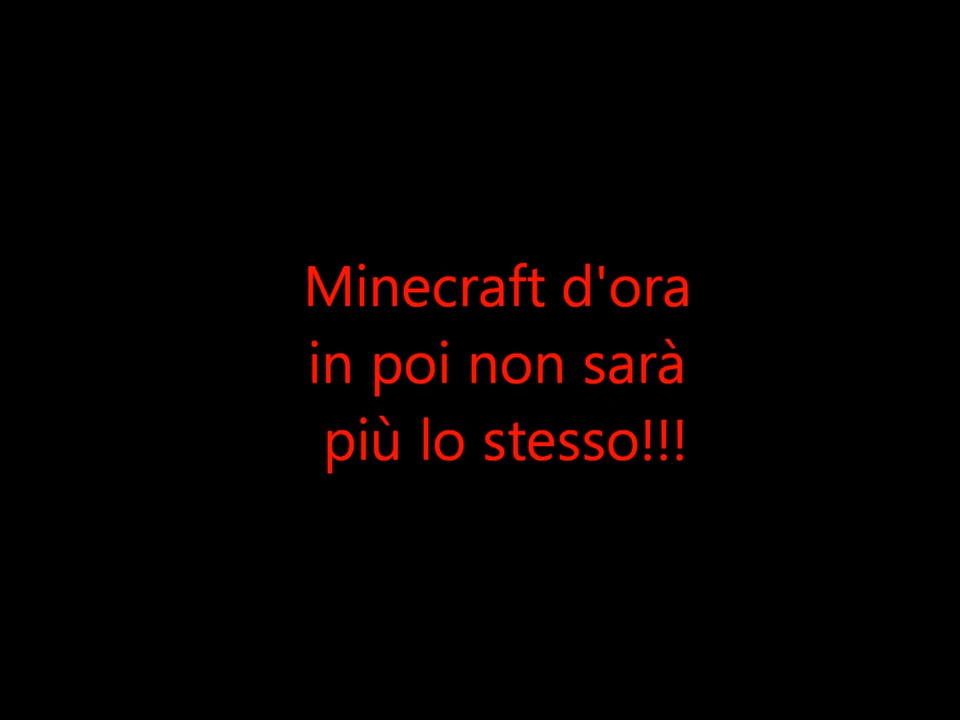 Minecraft d'ora
in poi non sarà
più lo stesso!!!